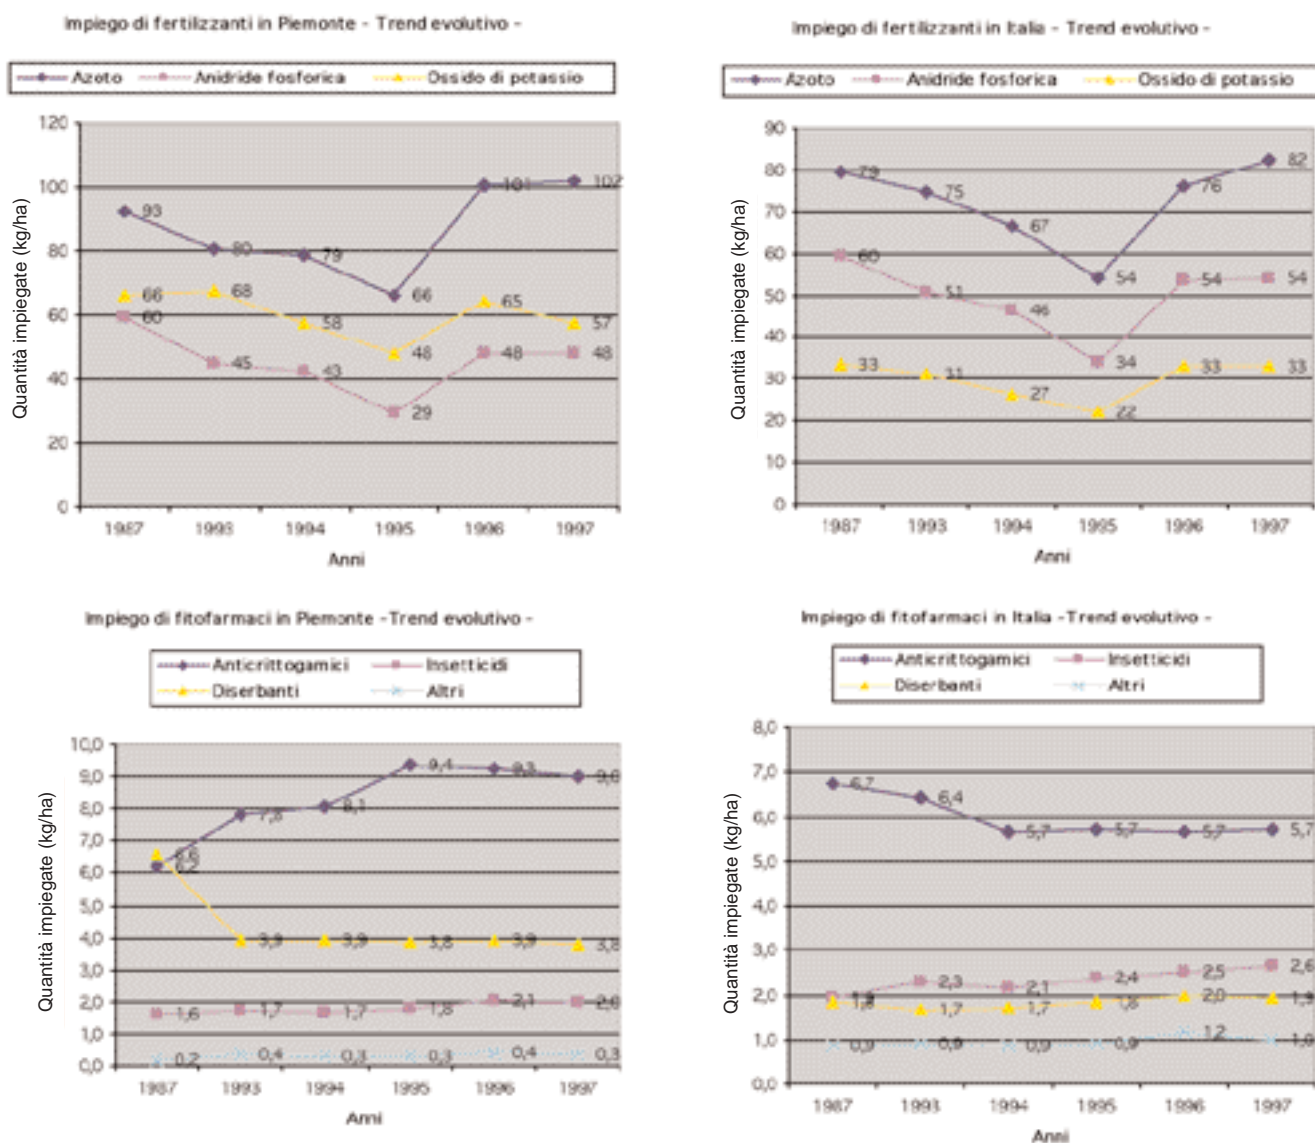 Impiego di fertilizzanti in Piemonte - Trend evolutivo -
Azoto Anidride fosforica Ossido di potassio
Quantità impiegate (kg/ha)
120
100
80
60
40
20
0
93 80 79 66 101 102
66 68 58 48 65 57
60 45 43 29 48 48
1987 1993 1994 1995 1996 1997
Anni
Impiego di fertilizzanti in Italia - Trend evolutivo -
Azoto Anidride fosforica Ossido di potassio
Quantità impiegate (kg/ha)
90
80
70
60
50
40
30
20
10
0
79 75 67 54 76 82
60 51 46 34 54 54
33 31 27 22 33 33
1987 1993 1994 1995 1996 1997
Anni
Impiego di fitofarmaci in Piemonte -Trend evolutivo -
Anticrittogamici Insetticidi
Diserbanti Altri
Quantità impiegate (kg/ha)
10,0
9,0
8,0
7,0
6,0
5,0
4,0
3,0
2,0
1,0
0,0
6,2 7,8 8,1 9,4 9,3 9,0
6,6 3,9 3,9 3,8 3,9 3,8
1,6 1,7 1,7 1,8 2,1 2,0
0,2 0,4 0,3 0,3 0,4 0,3
1987 1993 1994 1995 1996 1997
Anni
Impiego di fitofarmaci in Italia -Trend evolutivo -
Anticrittogamici Insetticidi
Diserbanti Altri
Quantità impiegate (kg/ha)
8,0
7,0
6,0
5,0
4,0
3,0
2,0
1,0
0,0
6,7 6,4 5,7 5,7 5,7 5,7
2,3 2,1 2,4 2,5 2,6
1,8 1,7 1,7 1,8 2,0 1,9
0,9 0,9 0,9 0,9 1,2 1,0
1987 1993 1994 1995 1996 1997
Anni